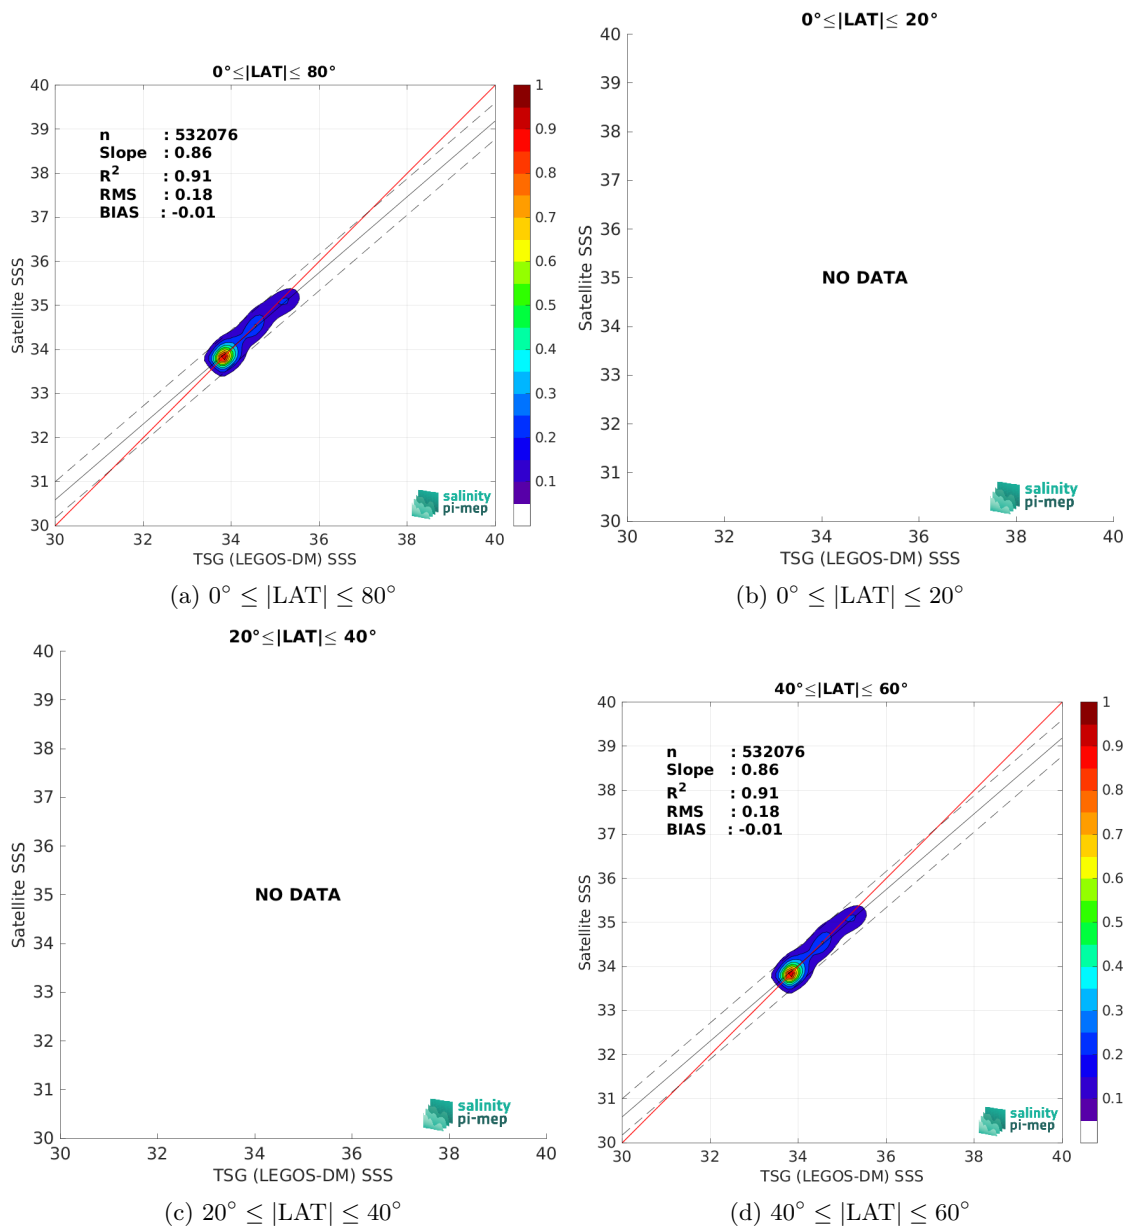 0°≤|LAT|≤ 80°
40
39
38
37
36
35
34
33
32
31
30
Satellite SSS
n : 532076
Slope : 0.86
R² : 0.91
RMS : 0.18
BIAS : -0.01
salinity
pi-mep
30 32 34 36 38 40
TSG (LEGOS-DM) SSS
1
0.9
0.8
0.7
0.6
0.5
0.4
0.3
0.2
0.1
(a) 0° ≤ |LAT| ≤ 80°
0°≤|LAT|≤ 20°
40
39
38
37
36
35
34
33
32
31
30
Satellite SSS
NO DATA
salinity
pi-mep
30 32 34 36 38 40
TSG (LEGOS-DM) SSS
(b) 0° ≤ |LAT| ≤ 20°
20°≤|LAT|≤ 40°
40
39
38
37
36
35
34
33
32
31
30
Satellite SSS
NO DATA
salinity
pi-mep
30 32 34 36 38 40
TSG (LEGOS-DM) SSS
(c) 20° ≤ |LAT| ≤ 40°
40°≤|LAT|≤ 60°
40
39
38
37
36
35
34
33
32
31
30
Satellite SSS
n : 532076
Slope : 0.86
R² : 0.91
RMS : 0.18
BIAS : -0.01
salinity
pi-mep
30 32 34 36 38 40
TSG (LEGOS-DM) SSS
1
0.9
0.8
0.7
0.6
0.5
0.4
0.3
0.2
0.1
(d) 40° ≤ |LAT| ≤ 60°